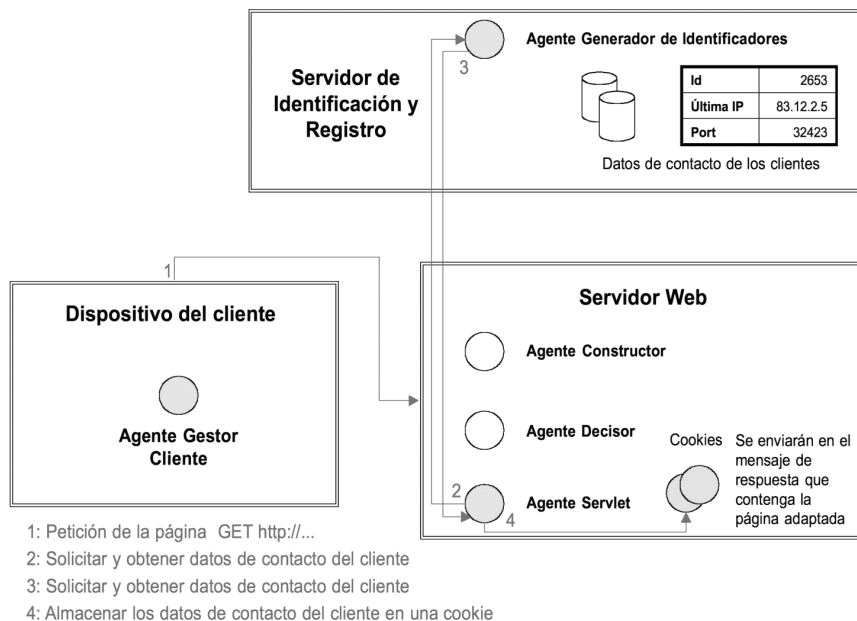 Agente Generador de Identificadores
3
Servidor de
Identificación y
Registro
Id 2653
Última IP 83.12.2.5
Port 32423
Datos de contacto de los clientes
1
Dispositivo del cliente
Agente Gestor
Cliente
Servidor Web
Agente Constructor
Agente Decisor
2
Agente Servlet
4
Cookies
Se enviarán en el
mensaje de
respuesta que
contenga la
página adaptada
1: Petición de la página GET http://...
2: Solicitar y obtener datos de contacto del cliente
3: Solicitar y obtener datos de contacto del cliente
4: Almacenar los datos de contacto del cliente en una cookie